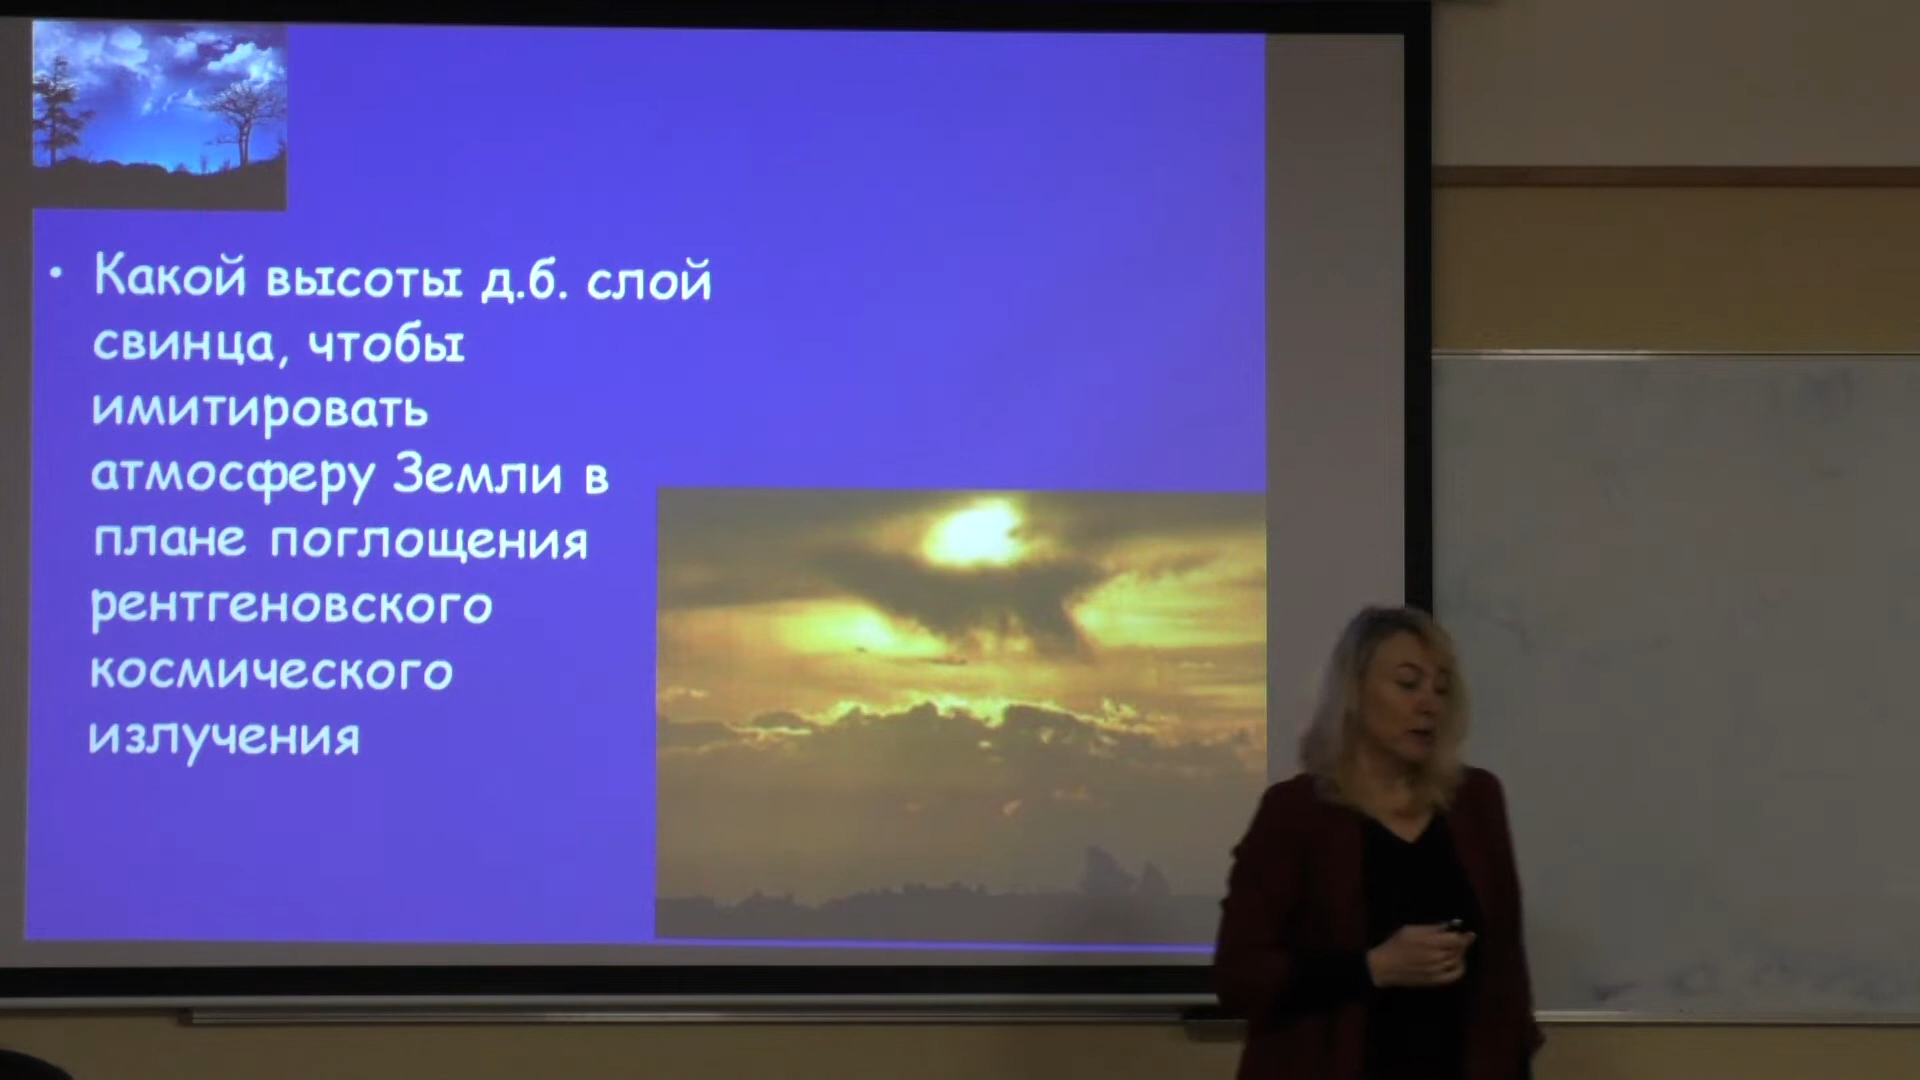 • Какой высоты д.б. слой
свинца, чтобы
имитировать
атмосферу Земли в
плане поглощения
рентгеновского
космического
излучения